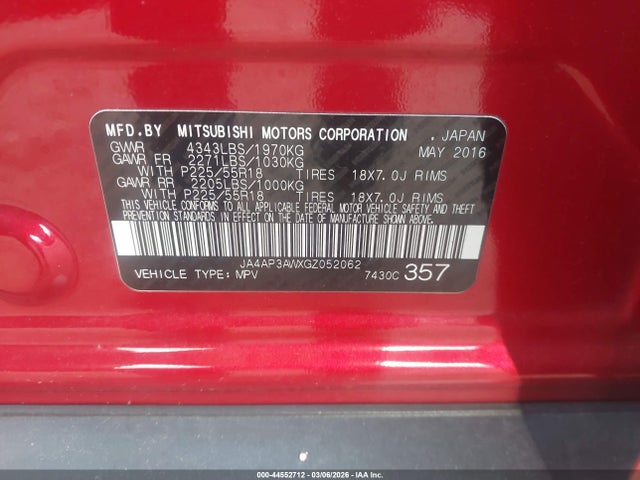 MFD.BY MITSUBISHI MOTORS CORPORATION . JAPAN
GVWR 4343LBS/1970KG MAY 2016
GAWR FR 2271LBS/1030KG
WITH P225/55R18 TIRES 18X7.0J RIMS
GAWR RR 2205LBS/1000KG
WITH P225/55R18 TIRES 18X7.0J RIMS
THIS VEHICLE CONFORMS TO ALL APPLICABLE FEDERAL MOTOR VEHICLE SAFETY AND THEFT
PREVENTION STANDARDS IN EFFECT ON THE DATE OF MANUFACTURE SHOWN ABOVE.
JA4AP3AWXGZ052062
VEHICLE TYPE: MPV 7430C 357
000-44552712 - 03/06/2026 - IAAI.COM